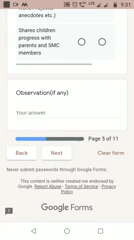 9:31
anecdotes etc.)
Shares children
progress with
parents and SMC
members
Observation(if any)
Your answer
Page 5 of 11
Back
Next
Clear form
Never submit passwords through Google Forms.
This content is neither created nor endorsed by
Google. Report Abuse - Terms of Service - Privacy
Policy
Google Forms